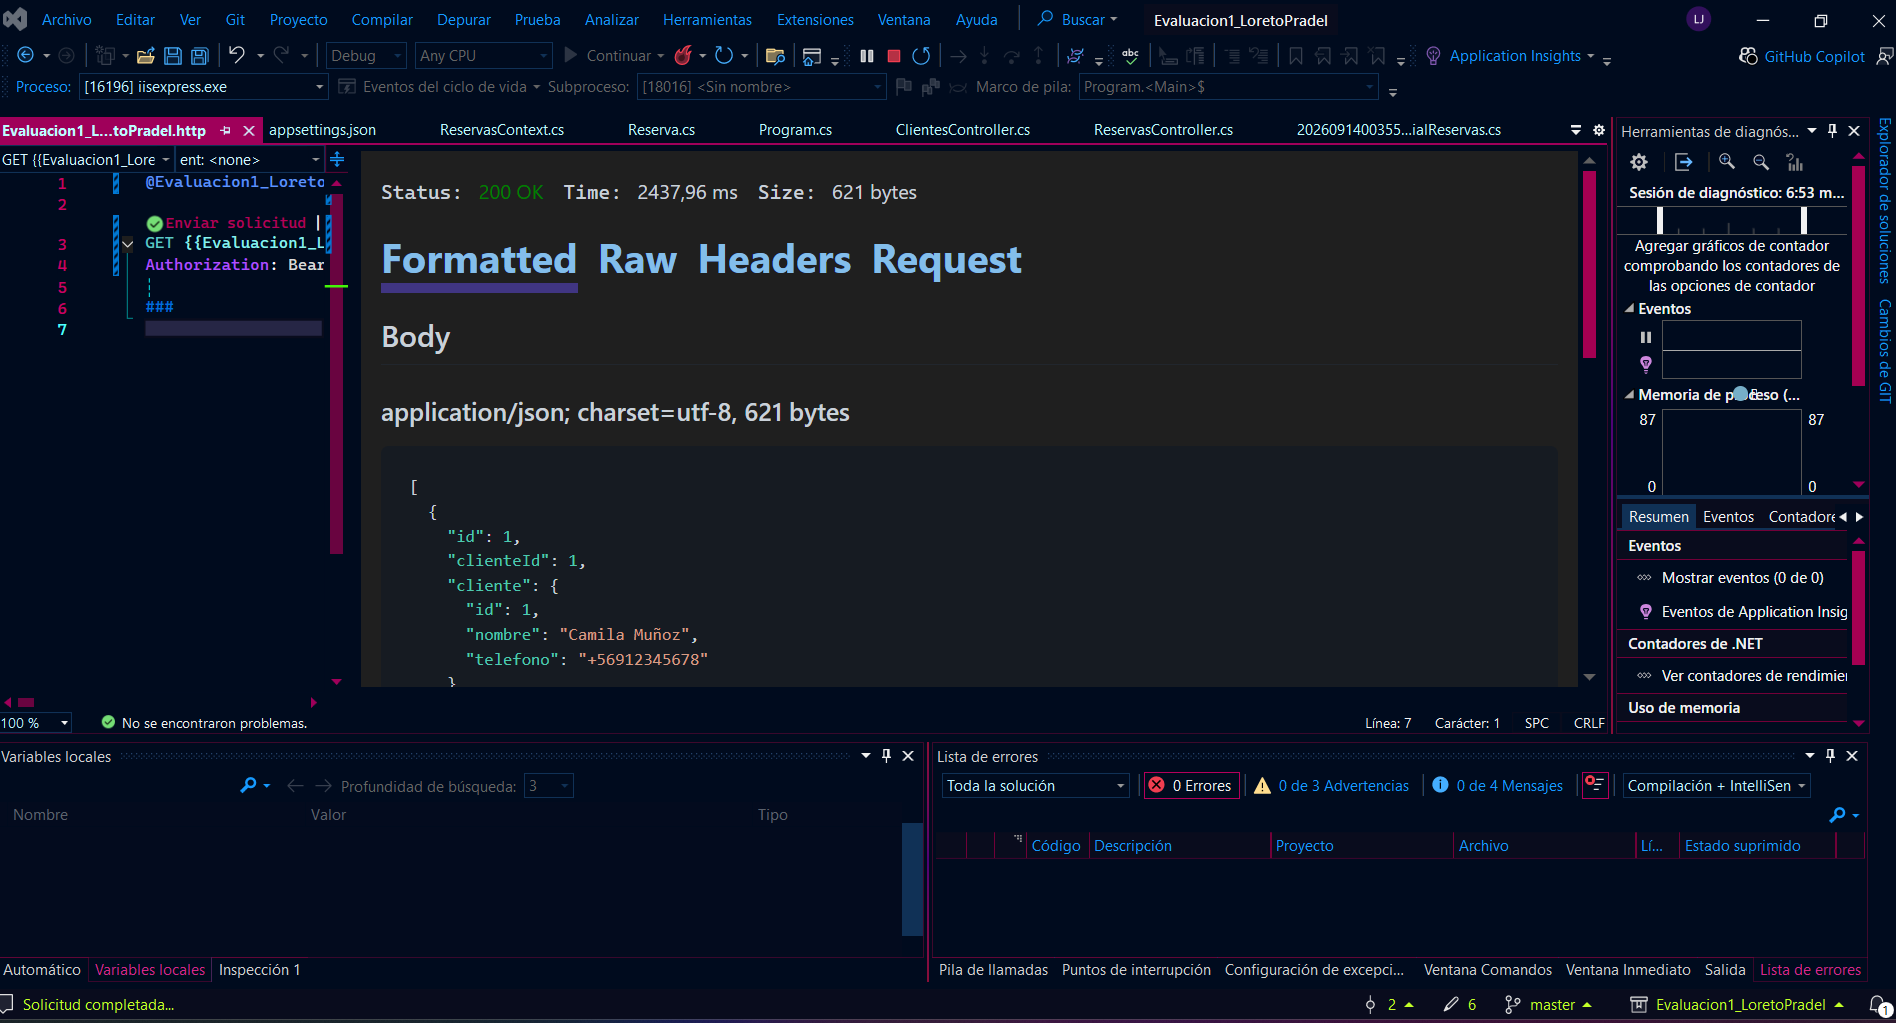 Archivo Editar Ver Git Proyecto Compilar Depurar Prueba Analizar Herramientas Extensiones Ventana Ayuda Buscar Evaluacion1_LoretoPradel LJ
Debug Any CPU Continuar Application Insights GitHub Copilot
Proceso: [16196] iisexpress.exe Eventos del ciclo de vida Subproceso: [18016] <Sin nombre> Marco de pila: Program.<Main>$
Evaluacion1_L...toPradel.http appsettings.json ReservasContext.cs Reserva.cs Program.cs ClientesController.cs ReservasController.cs 2026091400355...ialReservas.cs
GET {{Evaluacion1_Lore ent: <none>
1 @Evaluacion1_Loreto
2
Enviar solicitud |
3 GET {{Evaluacion1_L
4 Authorization: Bear
5
6 ###
7
Status: 200 OK Time: 2437,96 ms Size: 621 bytes
Formatted Raw Headers Request
Body
application/json; charset=utf-8, 621 bytes
[
{
"id": 1,
"clienteId": 1,
"cliente": {
"id": 1,
"nombre": "Camila Muñoz",
"telefono": "+56912345678"
}
100 % No se encontraron problemas. Línea: 7 Carácter: 1 SPC CRLF
Herramientas de diagnós...
Sesión de diagnóstico: 6:53 m...
Agregar gráficos de contador
comprobando los contadores de
las opciones de contador
Eventos
Memoria de proceso (...
87 87
0 0
Resumen Eventos Contadore
Eventos
Mostrar eventos (0 de 0)
Eventos de Application Insig
Contadores de .NET
Ver contadores de rendimie
Uso de memoria
Explorador de soluciones
Cambios de GIT
Variables locales
Profundidad de búsqueda: 3
Nombre Valor Tipo
Automático Variables locales Inspección 1
Lista de errores
Toda la solución 0 Errores 0 de 3 Advertencias 0 de 4 Mensajes Compilación + IntelliSen
Código Descripción Proyecto Archivo Lí... Estado suprimido
Pila de llamadas Puntos de interrupción Configuración de excepci... Ventana Comandos Ventana Inmediato Salida Lista de errores
Solicitud completada... 2 6 master Evaluacion1_LoretoPradel 1